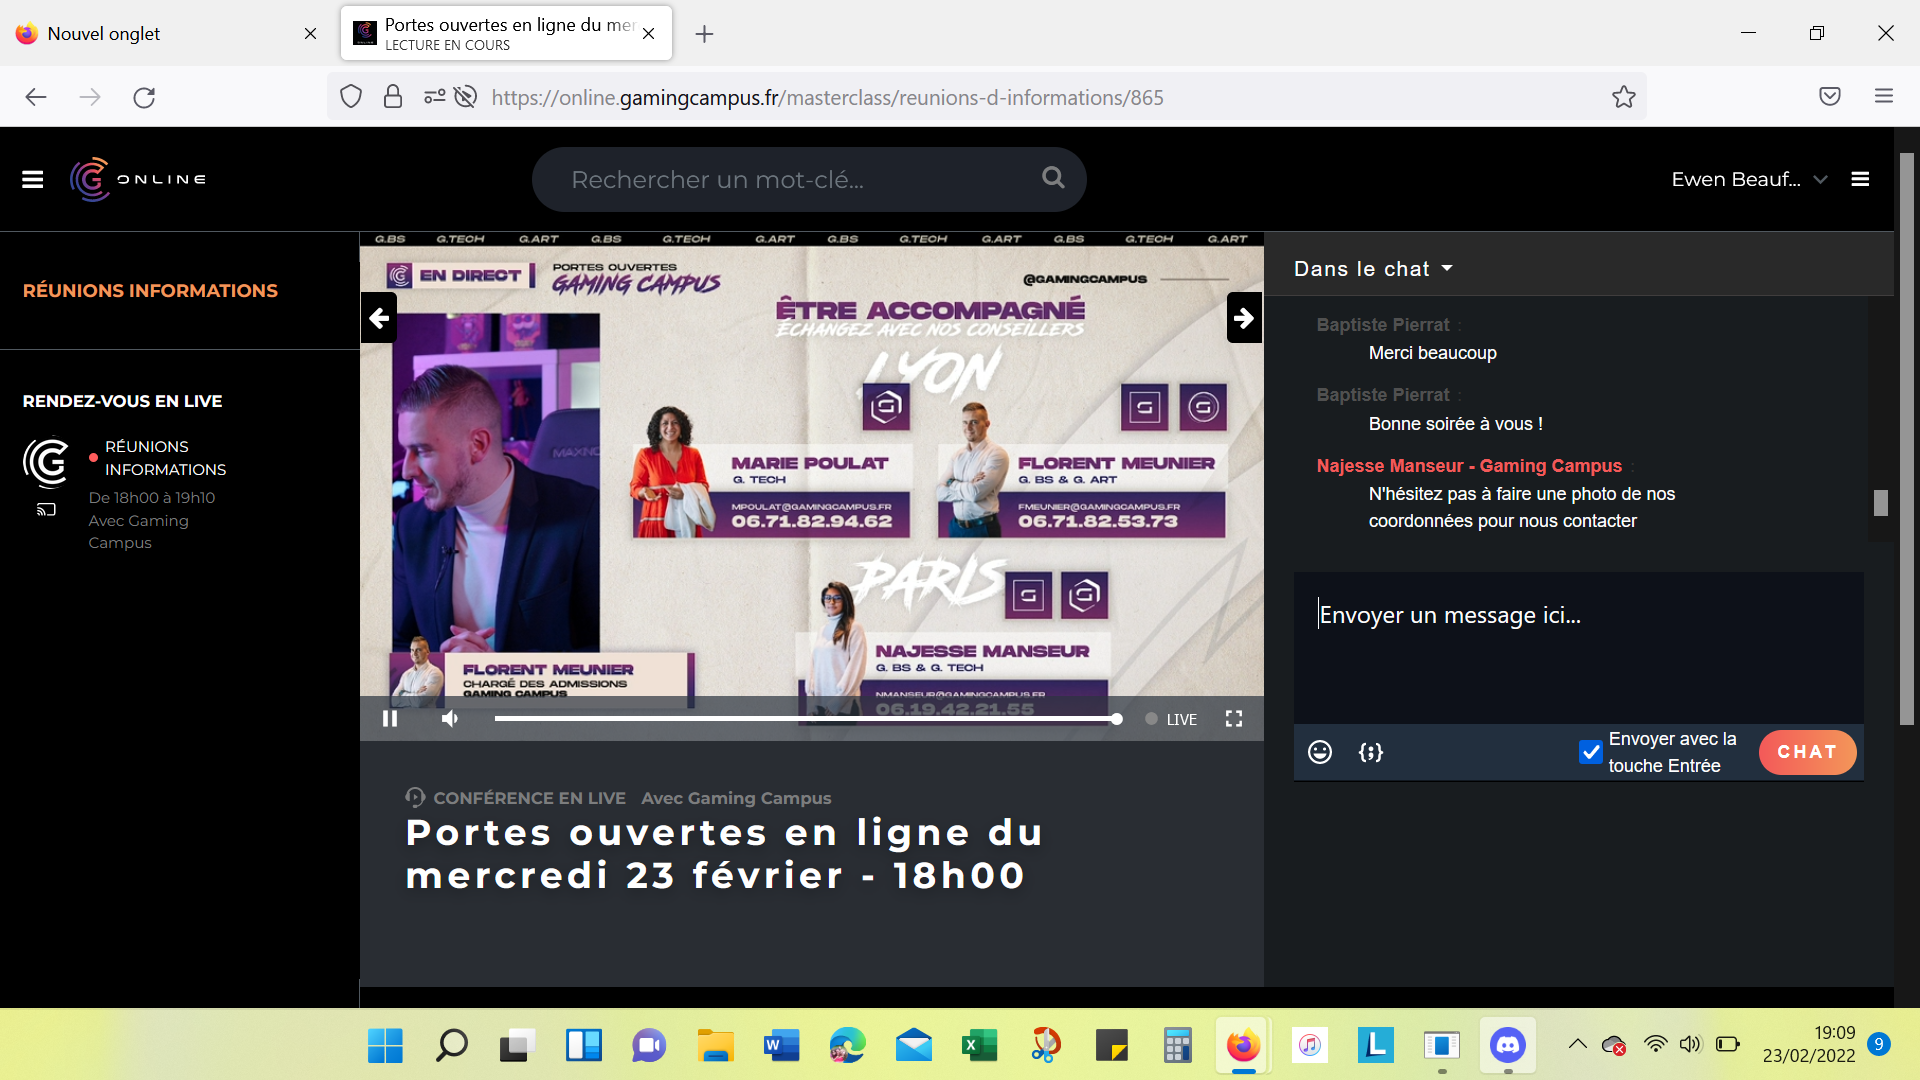 Nouvel onglet
Portes ouvertes en ligne du mer
LECTURE EN COURS
https://online.gamingcampus.fr/masterclass/reunions-d-informations/865
ONLINE
Rechercher un mot-clé...
Ewen Beauf...
RÉUNIONS INFORMATIONS
RENDEZ-VOUS EN LIVE
RÉUNIONS
INFORMATIONS
De 18h00 à 19h10
Avec Gaming
Campus
G.BS G.TECH G.ART G.BS G.TECH G.ART G.BS G.TECH G.ART G.BS G.TECH G.ART
EN DIRECT
PORTES OUVERTES
GAMING CAMPUS
@GAMINGCAMPUS
ÊTRE ACCOMPAGNÉ
ÉCHANGEZ AVEC NOS CONSEILLERS
LYON
MARIE POULAT
G. TECH
MPOULAT@GAMINGCAMPUS.FR
06.71.82.94.62
FLORENT MEUNIER
G. BS & G. ART
FMEUNIER@GAMINGCAMPUS.FR
06.71.82.53.73
PARIS
NAJESSE MANSEUR
G. BS & G. TECH
NMANSEUR@GAMINGCAMPUS.FR
06.19.42.21.55
FLORENT MEUNIER
CHARGÉ DES ADMISSIONS
GAMING CAMPUS
LIVE
CONFÉRENCE EN LIVE Avec Gaming Campus
Portes ouvertes en ligne du
mercredi 23 février - 18h00
Dans le chat
Baptiste Pierrat :
Merci beaucoup
Baptiste Pierrat :
Bonne soirée à vous !
Najesse Manseur - Gaming Campus :
N'hésitez pas à faire une photo de nos
coordonnées pour nous contacter
Envoyer un message ici...
Envoyer avec la
touche Entrée
CHAT
19:09
23/02/2022
9